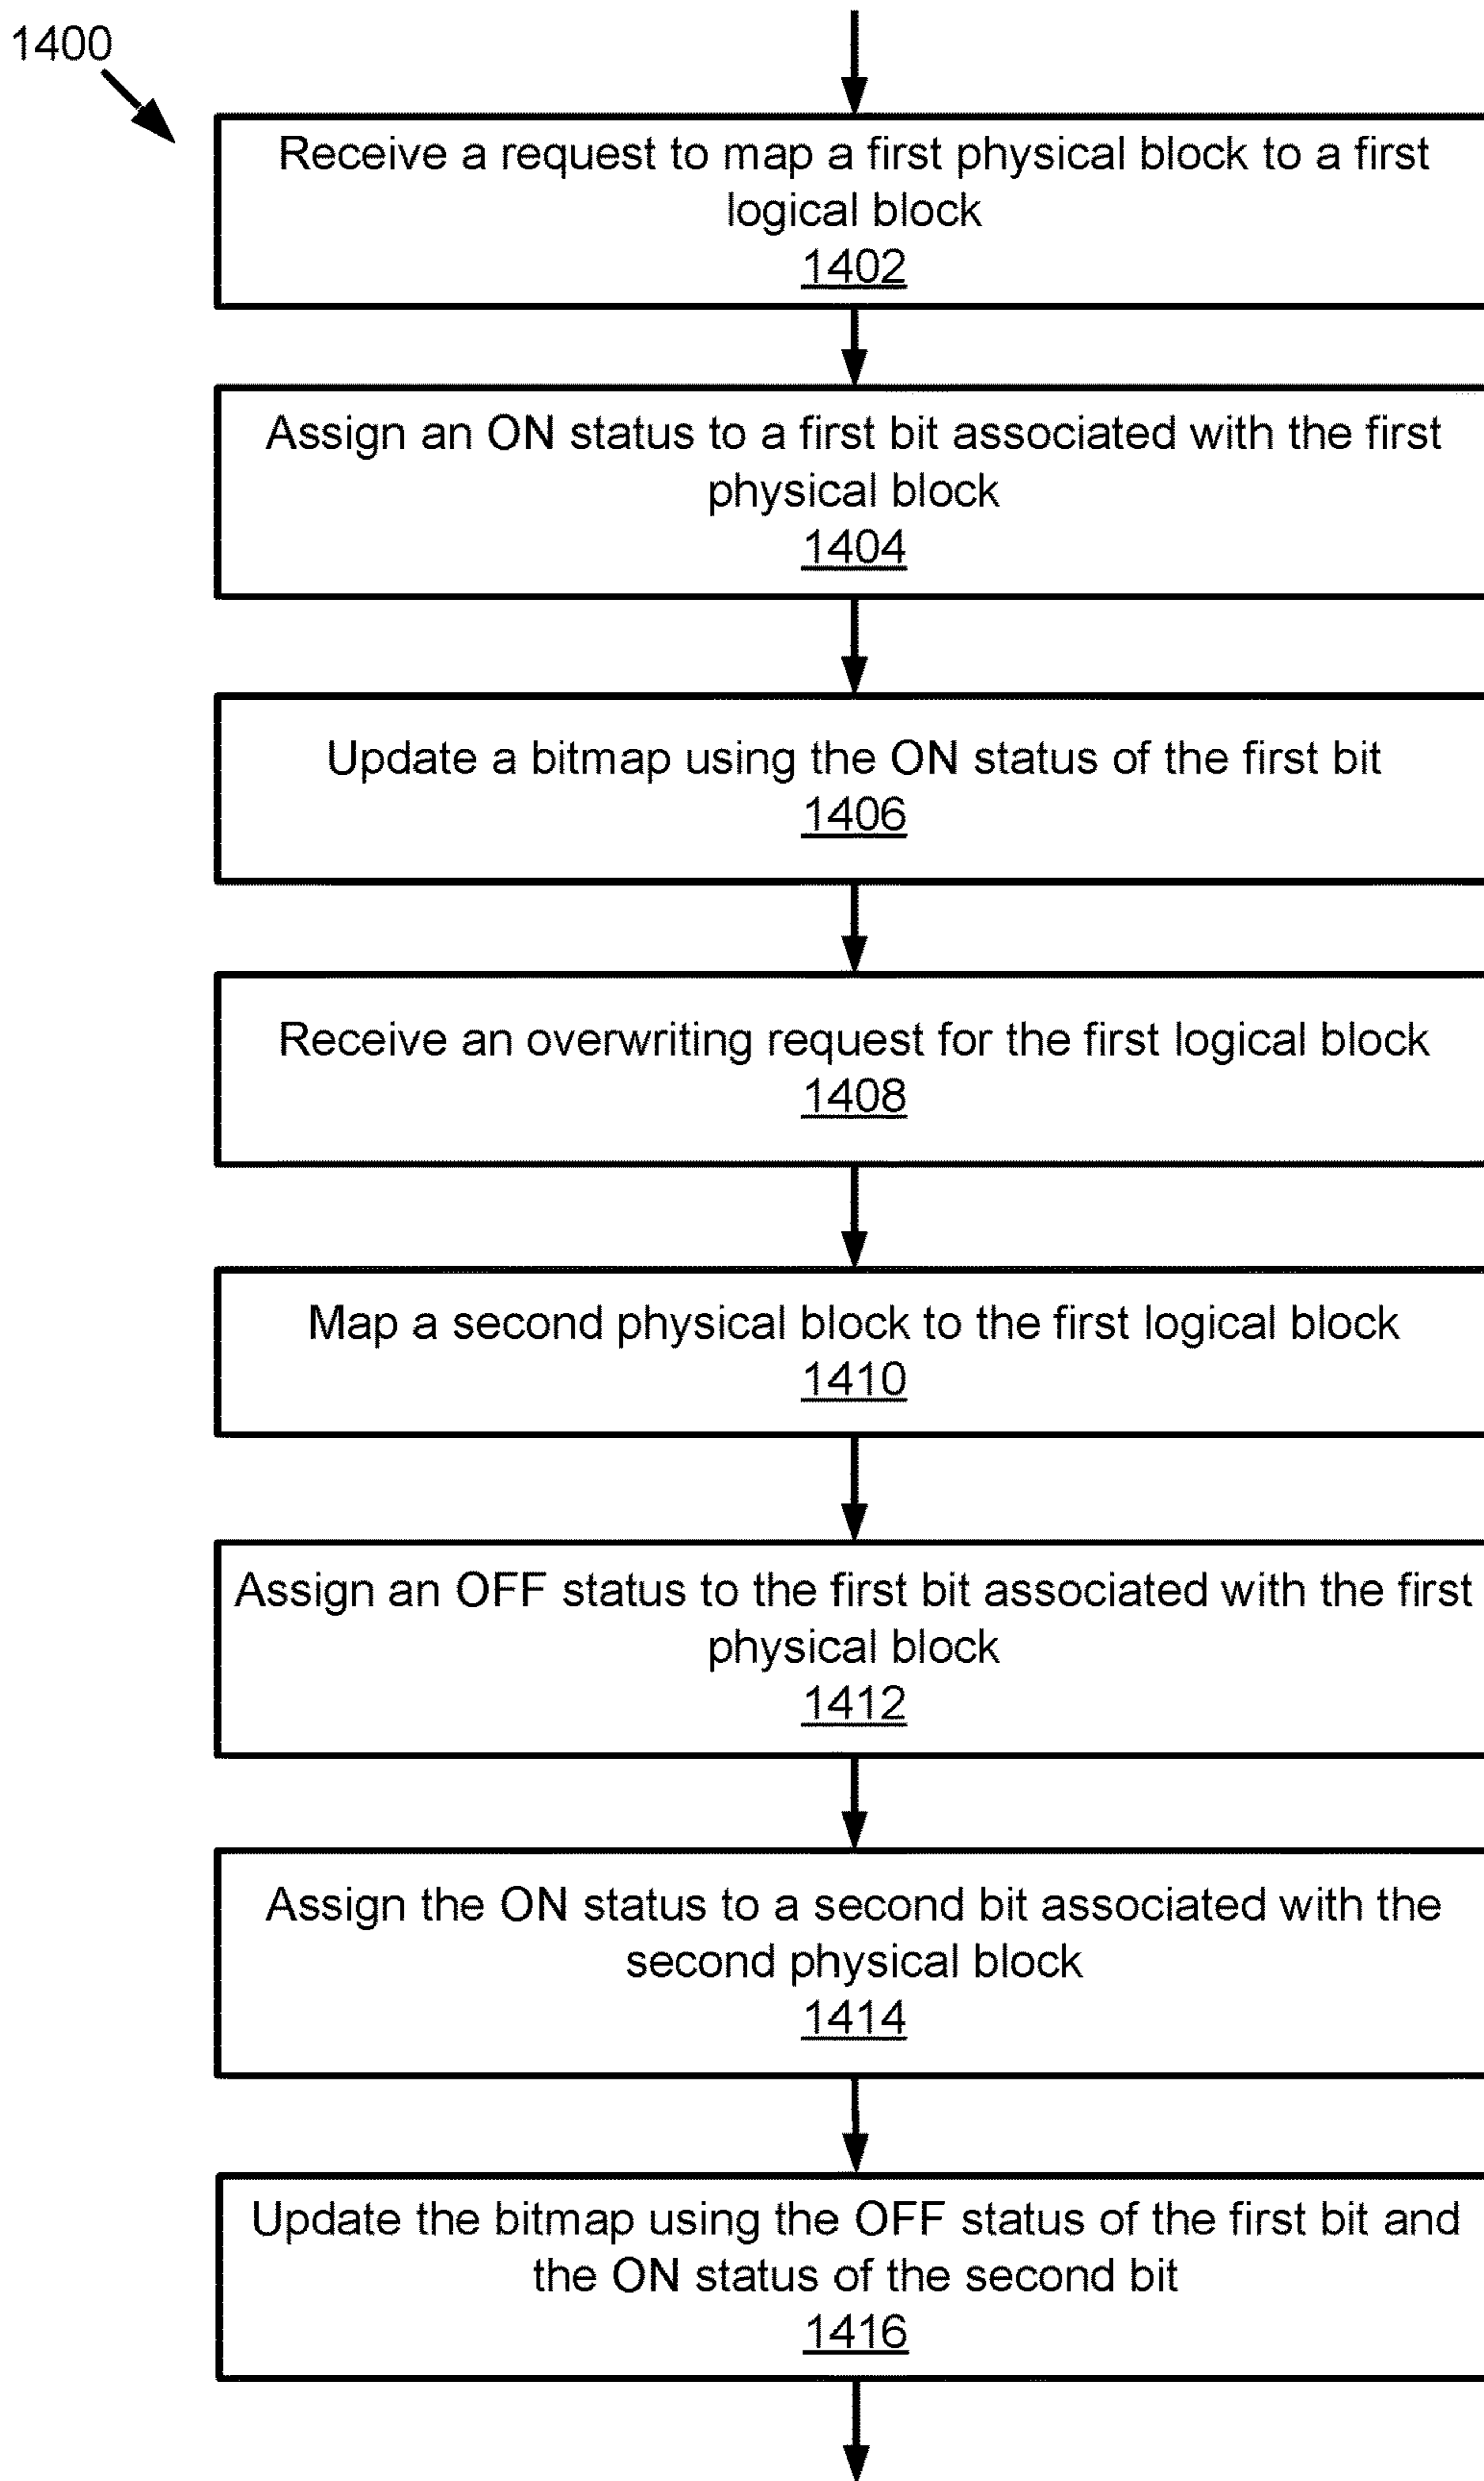 1400
Receive a request to map a first physical block to a first
logical block
1402
Assign an ON status to a first bit associated with the first
physical block
1404
Update a bitmap using the ON status of the first bit
1406
Receive an overwriting request for the first logical block
1408
Map a second physical block to the first logical block
1410
Assign an OFF status to the first bit associated with the first
physical block
1412
Assign the ON status to a second bit associated with the
second physical block
1414
Update the bitmap using the OFF status of the first bit and
the ON status of the second bit
1416